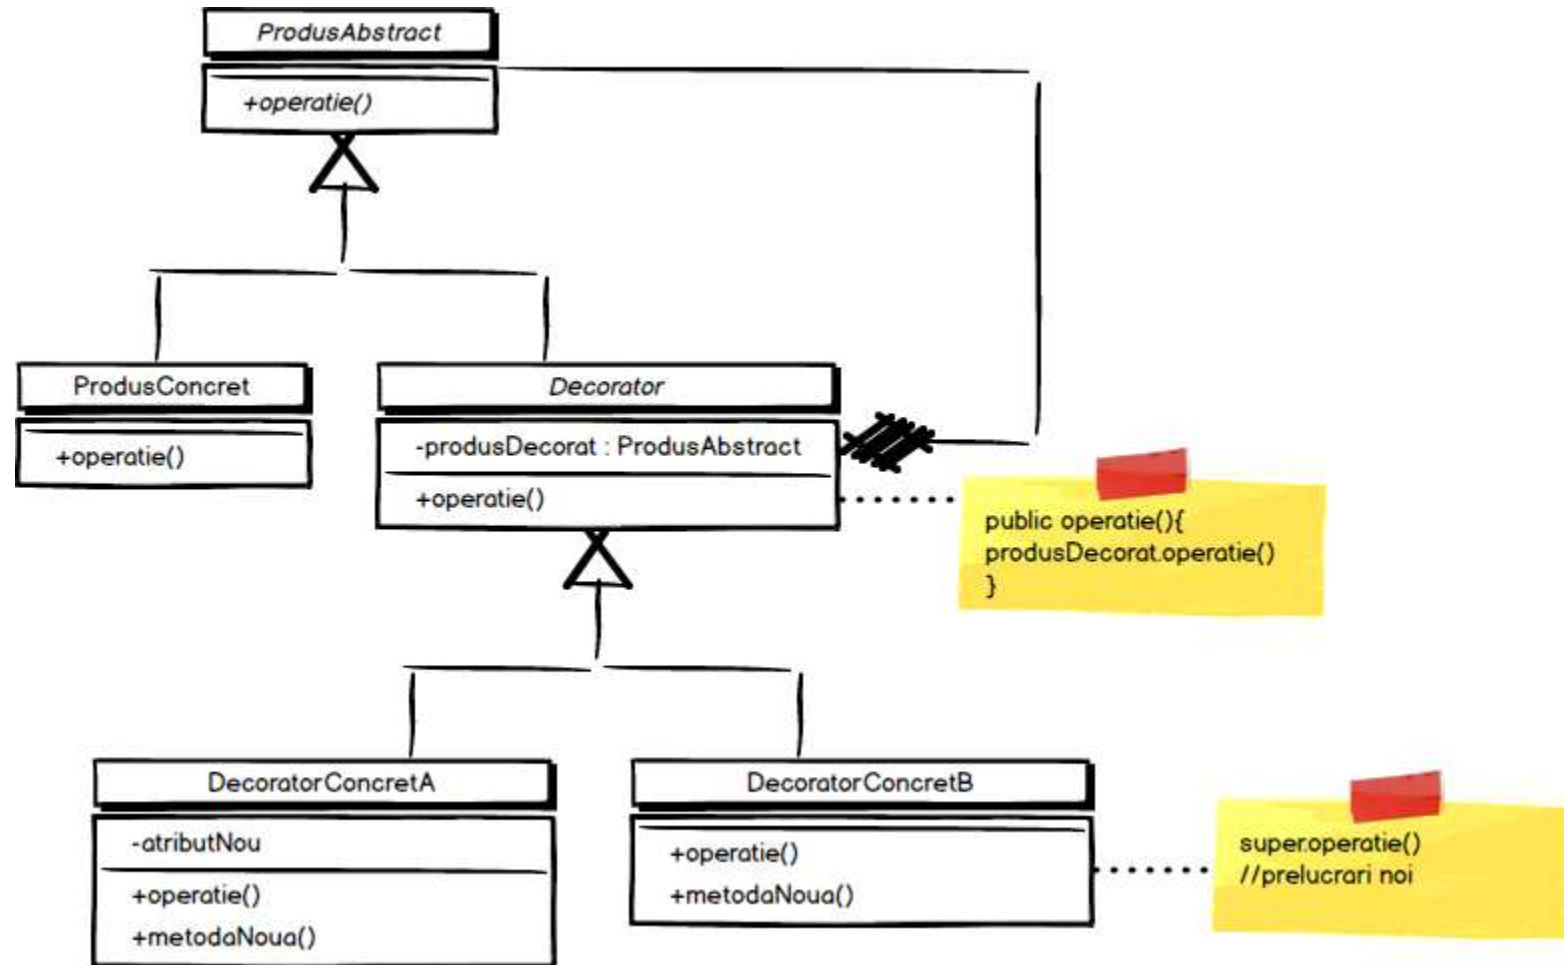 ProdusAbstract
+operatie()
ProdusConcret
+operatie()
Decorator
-produsDecorat : ProdusAbstract
+operatie()
public operatie(){
produsDecorat.operatie()
}
DecoratorConcretA
-atributNou
+operatie()
+metodaNoua()
DecoratorConcretB
+operatie()
+metodaNoua()
super.operatie()
//prelucrari noi